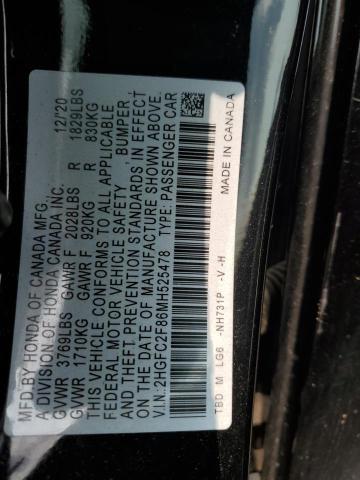 MFD.BY HONDA OF CANADA MFG. 12/20
A DIVISION OF HONDA CANADA INC.
GVWR 3769LBS GAWR F 2028LBS R 1829LBS
GVWR 1710KG GAWR F 920KG R 830KG
THIS VEHICLE CONFORMS TO ALL APPLICABLE
FEDERAL MOTOR VEHICLE SAFETY , BUMPER ,
AND THEFT PREVENTION STANDARDS IN EFFECT
ON THE DATE OF MANUFACTURE SHOWN ABOVE.
V.I.N.:2HGFC2F86MH525478 TYPE: PASSENGER CAR
TBD M LG6 -NH731P -V -H MADE IN CANADA